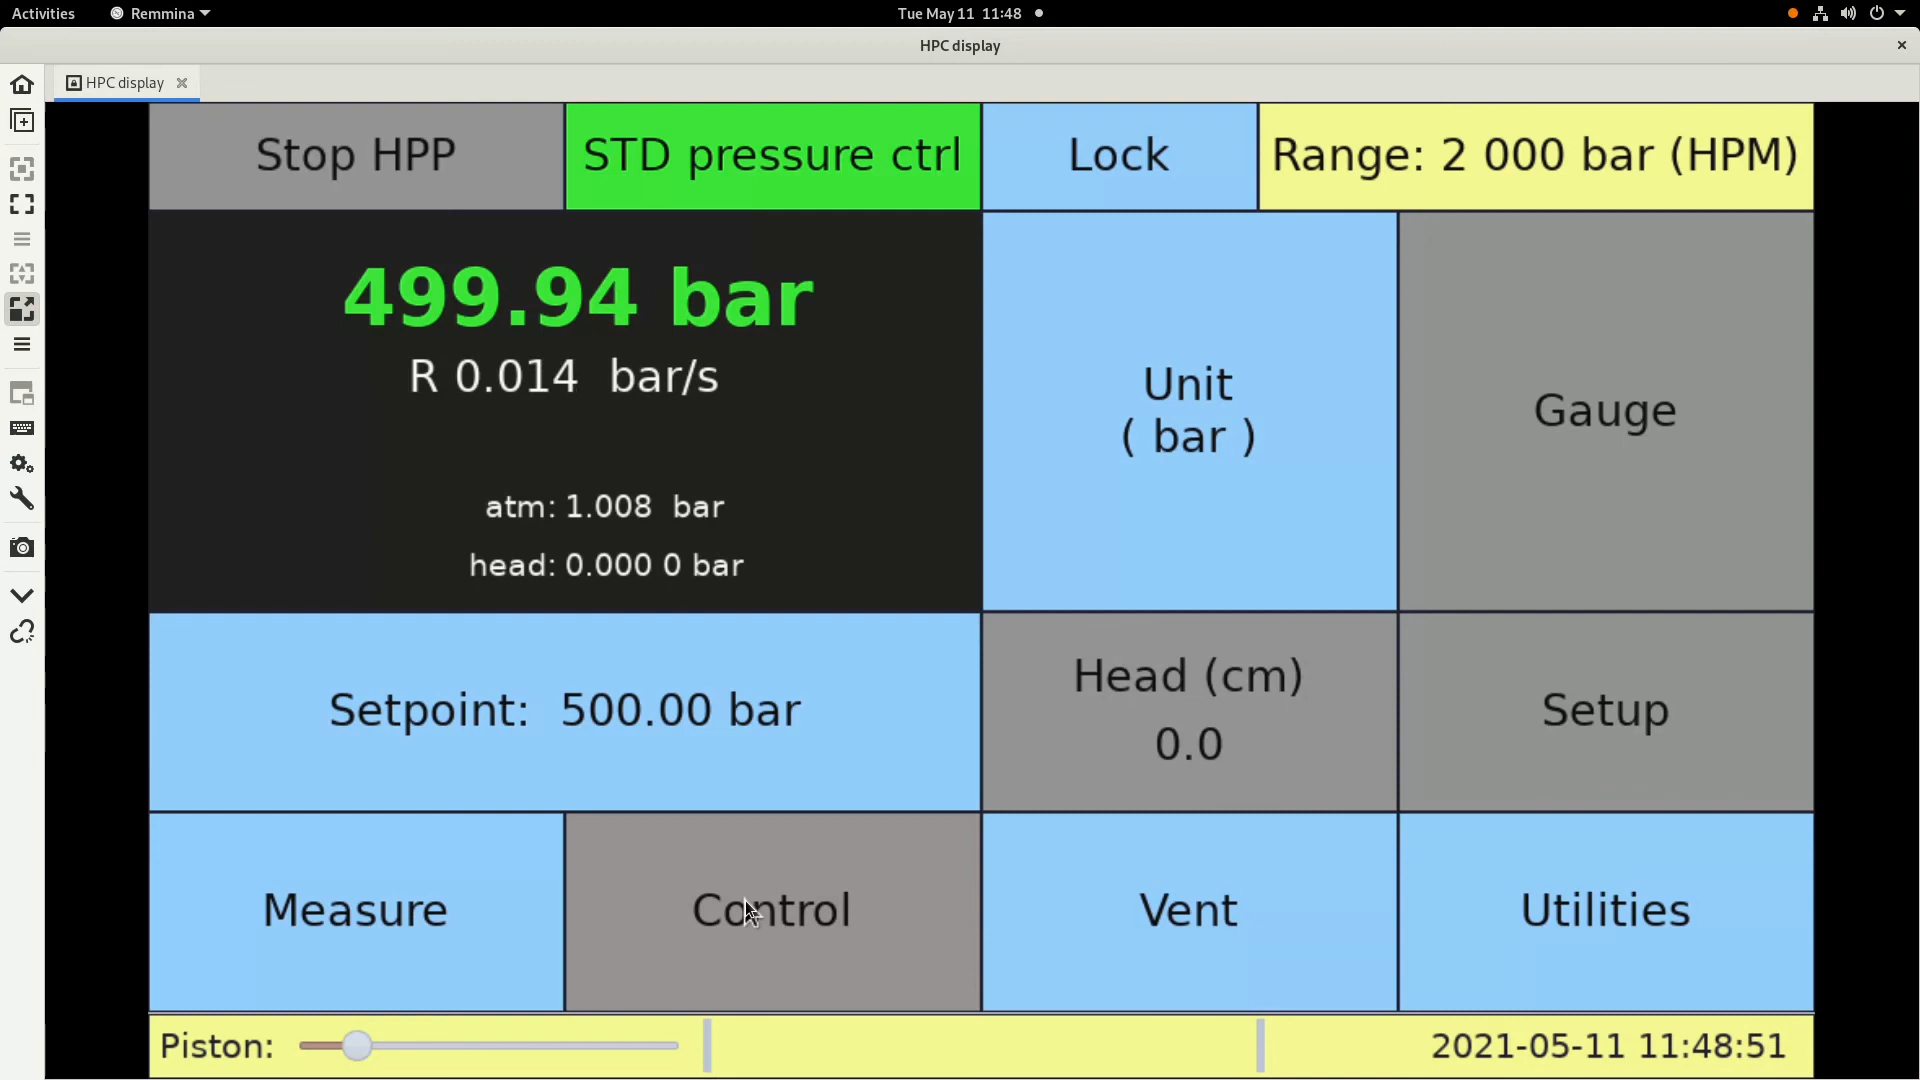 Activities
Remmina
Tue May 11 11:48
HPC display
HPC display
Stop HPP
STD pressure ctrl
Lock
Range: 2 000 bar (HPM)
499.94 bar
R 0.014 bar/s
atm: 1.008 bar
head: 0.000 0 bar
Unit
( bar )
Gauge
Setpoint: 500.00 bar
Head (cm)
0.0
Setup
Measure
Control
Vent
Utilities
Piston:
2021-05-11 11:48:51